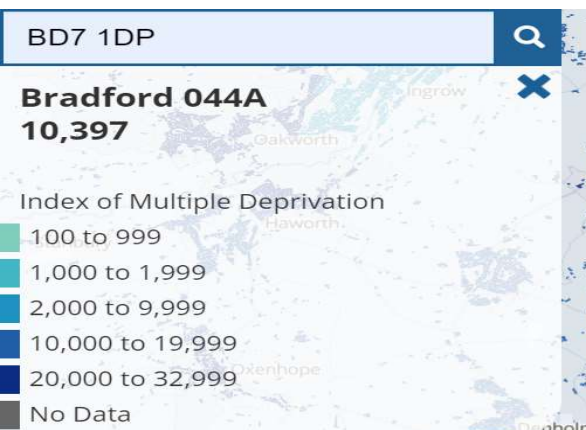 BD7 1DP
Bradford 044A
10,397
Ingrow
Oakworth
Index of Multiple Deprivation
Haworth
100 to 999
1,000 to 1,999
2,000 to 9,999
10,000 to 19,999
Oxenhope
20,000 to 32,999
No Data